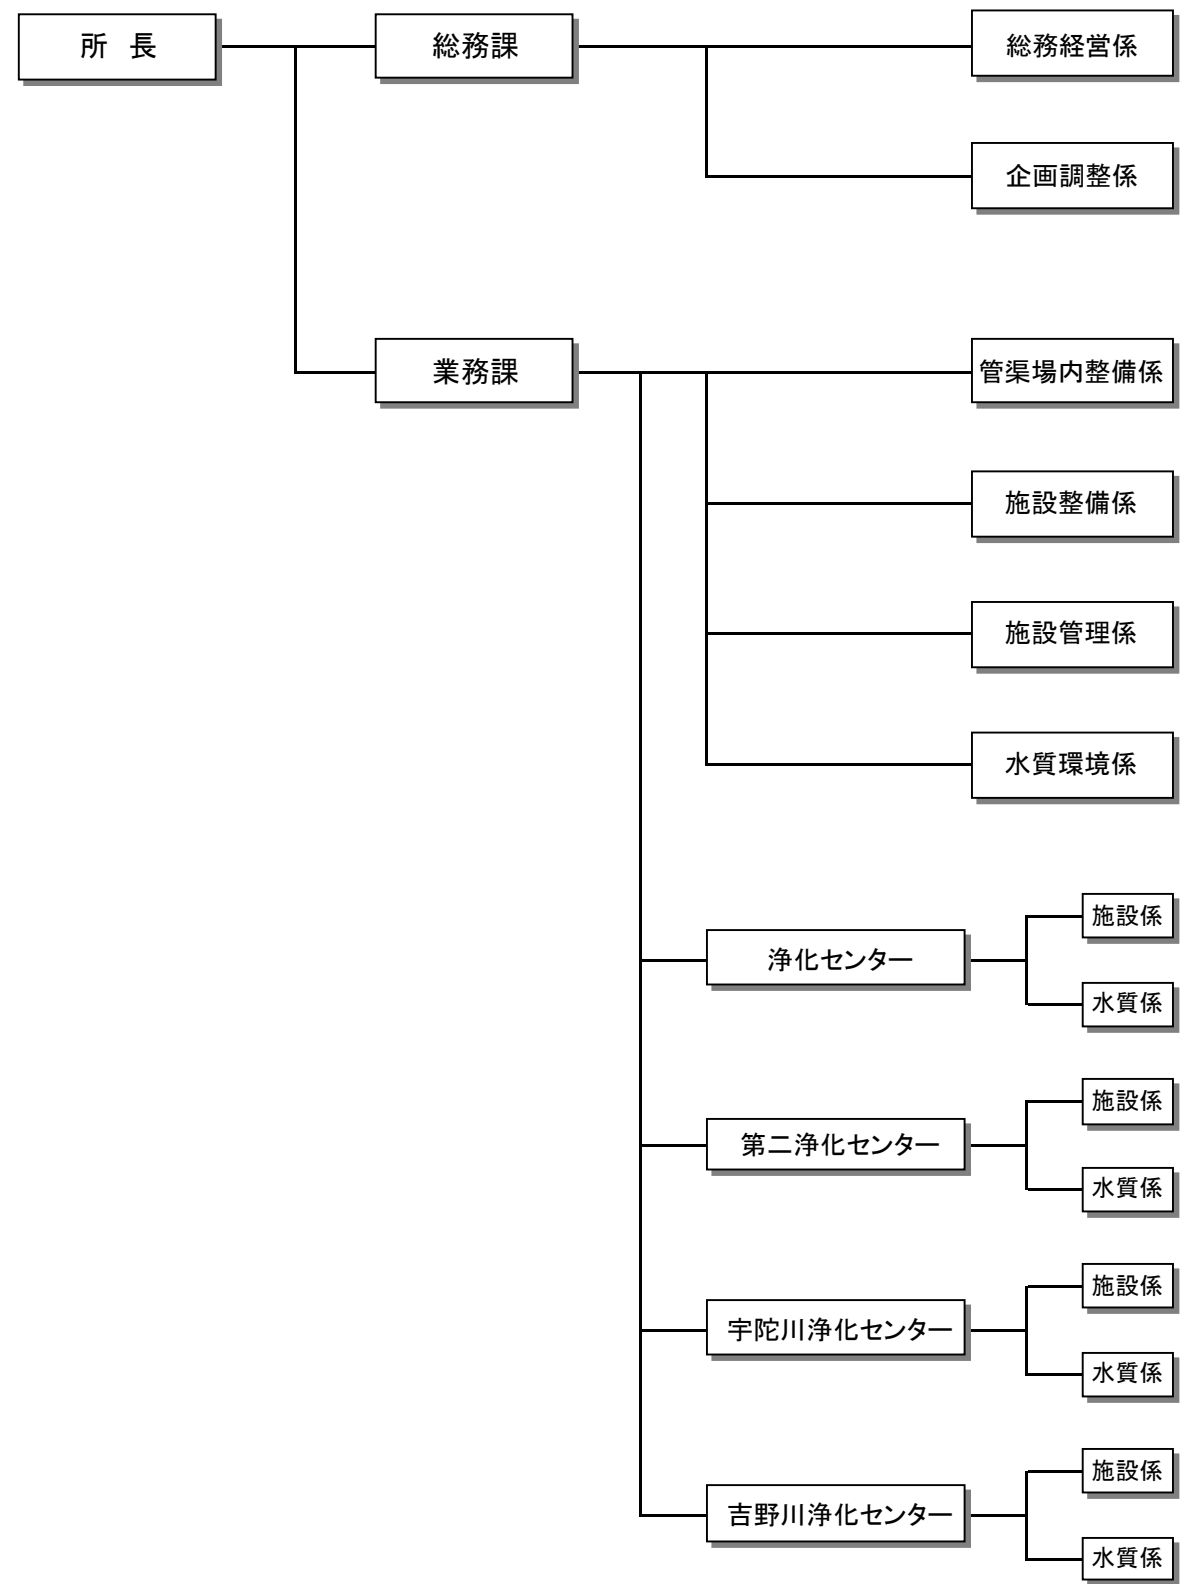 所 長
総務課
総務経営係
企画調整係
業務課
管渠場内整備係
施設整備係
施設管理係
水質環境係
浄化センター
施設係
水質係
第二浄化センター
施設係
水質係
宇陀川浄化センター
施設係
水質係
吉野川浄化センター
施設係
水質係